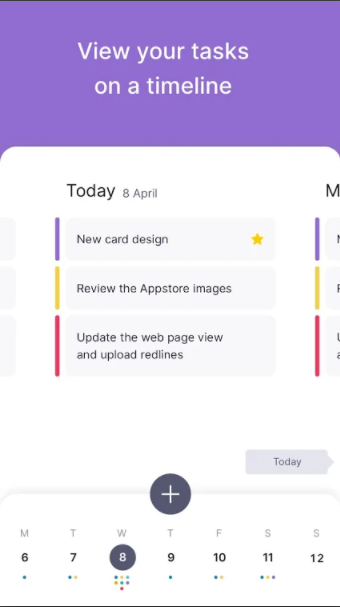 View your tasks
on a timeline
Today 8 April
M
New card design
Review the Appstore images
Update the web page view
and upload redlines
Today
M T W T F S S
6 7 8 9 10 11 12